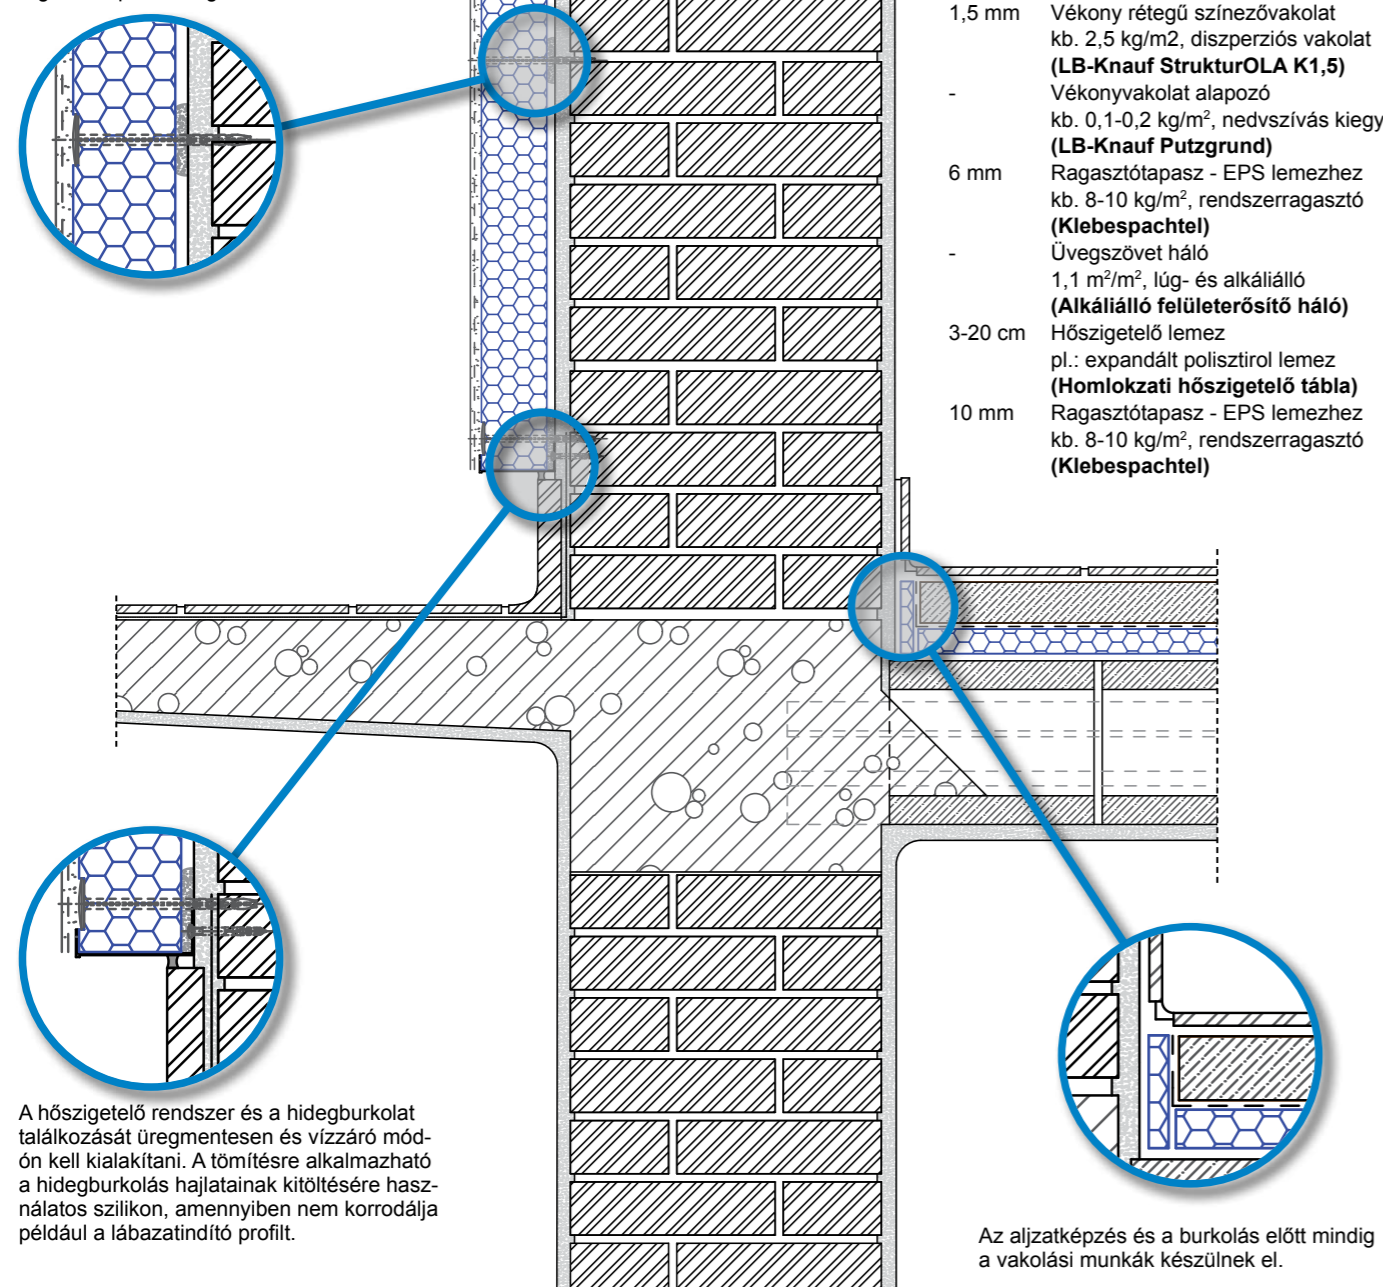 1,5 mm Vékony rétegű színezővakolat
kb. 2,5 kg/m2, diszperziós vakolat
(LB-Knauf StrukturOLA K1,5)
- Vékonyvakolat alapozó
kb. 0,1-0,2 kg/m², nedvszívás kiegy
(LB-Knauf Putzgrund)
6 mm Ragasztótapasz - EPS lemezhez
kb. 8-10 kg/m², rendszerragasztó
(Klebespachtel)
- Üvegszövet háló
1,1 m²/m², lúg- és alkáliálló
(Alkáliálló felületerősítő háló)
3-20 cm Hőszigetelő lemez
pl.: expandált polisztirol lemez
(Homlokzati hőszigetelő tábla)
10 mm Ragasztótapasz - EPS lemezhez
kb. 8-10 kg/m², rendszerragasztó
(Klebespachtel)
A hőszigetelő rendszer és a hidegburkolat
találkozását üregmentesen és vízzáró mód-
ón kell kialakítani. A tömítésre alkalmazható
a hidegburkolás hajlatainak kitöltésére hasz-
nálatos szilikon, amennyiben nem korrodálja
például a lábazatindító profilt.
Az aljzatképzés és a burkolás előtt mindig
a vakolási munkák készülnek el.